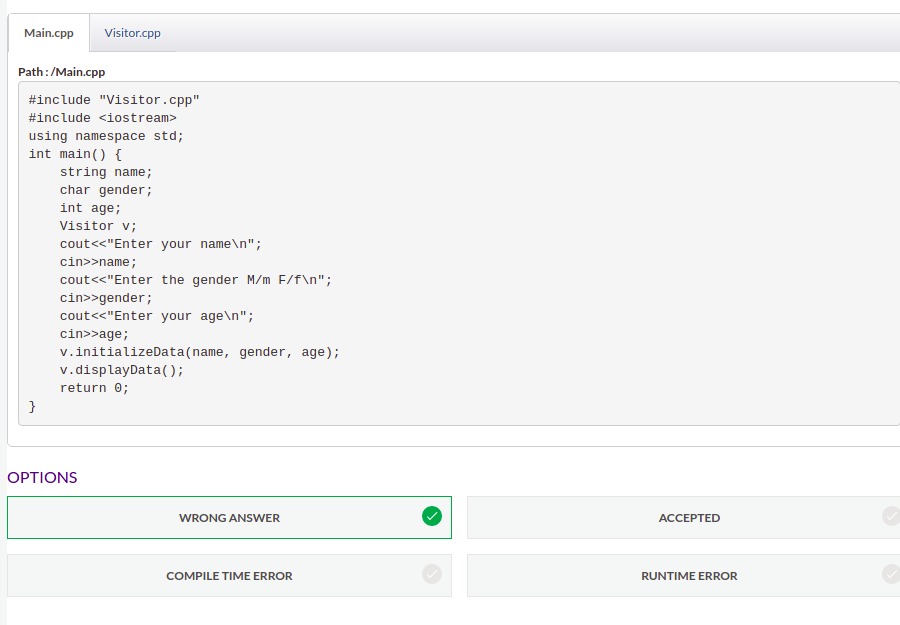 Main.cpp Visitor.cpp
Path : /Main.cpp
#include "Visitor.cpp"
#include <iostream>
using namespace std;
int main() {
    string name;
    char gender;
    int age;
    Visitor v;
    cout<<"Enter your name\n";
    cin>>name;
    cout<<"Enter the gender M/m F/f\n";
    cin>>gender;
    cout<<"Enter your age\n";
    cin>>age;
    v.initializeData(name, gender, age);
    v.displayData();
    return 0;
}
OPTIONS
WRONG ANSWER
ACCEPTED
COMPILE TIME ERROR
RUNTIME ERROR